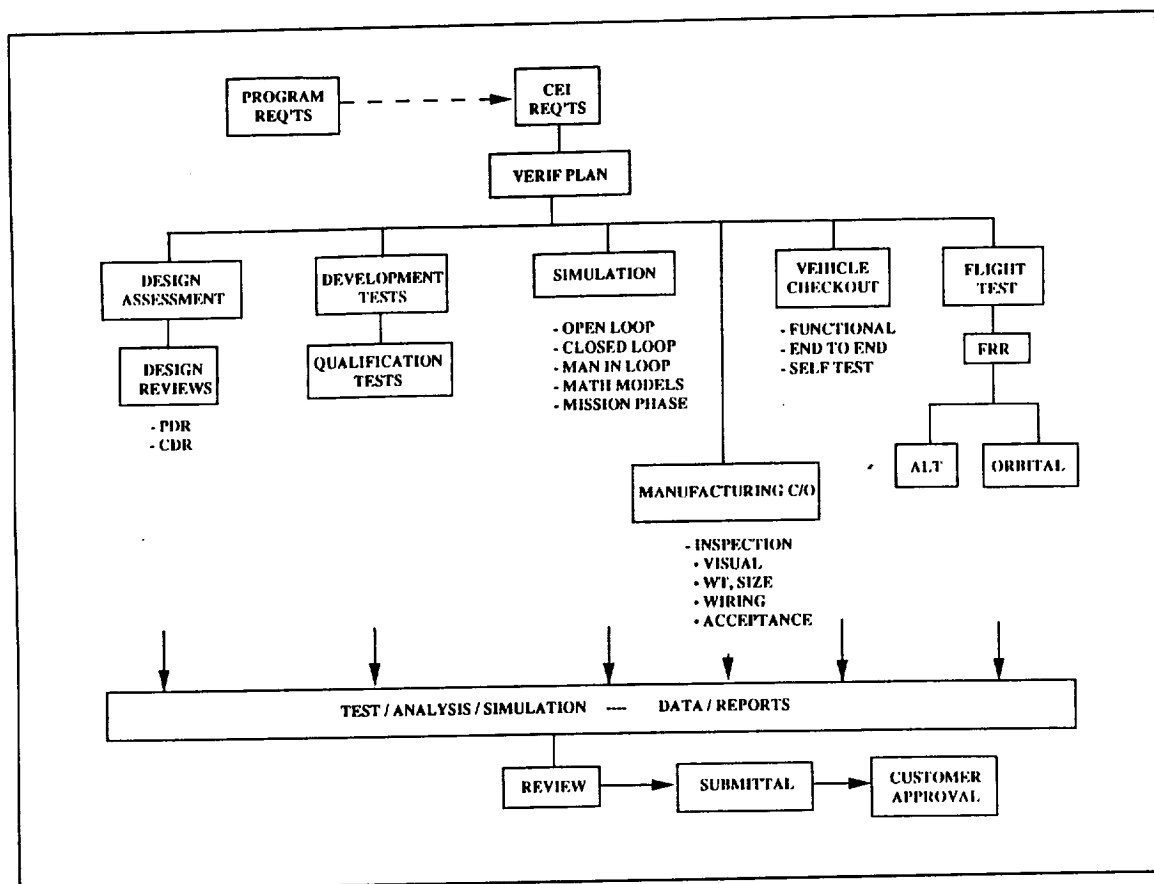 PROGRAM
REQ'TS
CEI
REQ'TS
VERIF PLAN
DESIGN
ASSESSMENT
DEVELOPMENT
TESTS
SIMULATION
VEHICLE
CHECKOUT
FLIGHT
TEST
DESIGN
REVIEWS
- PDR
- CDR
QUALIFICATION
TESTS
- OPEN LOOP
- CLOSED LOOP
- MAN IN LOOP
- MATH MODELS
- MISSION PHASE
- FUNCTIONAL
- END TO END
- SELF TEST
FRR
ALT
ORBITAL
MANUFACTURING C/O
- INSPECTION
• VISUAL
• WT, SIZE
• WIRING
• ACCEPTANCE
TEST / ANALYSIS / SIMULATION ---- DATA / REPORTS
REVIEW
SUBMITTAL
CUSTOMER
APPROVAL